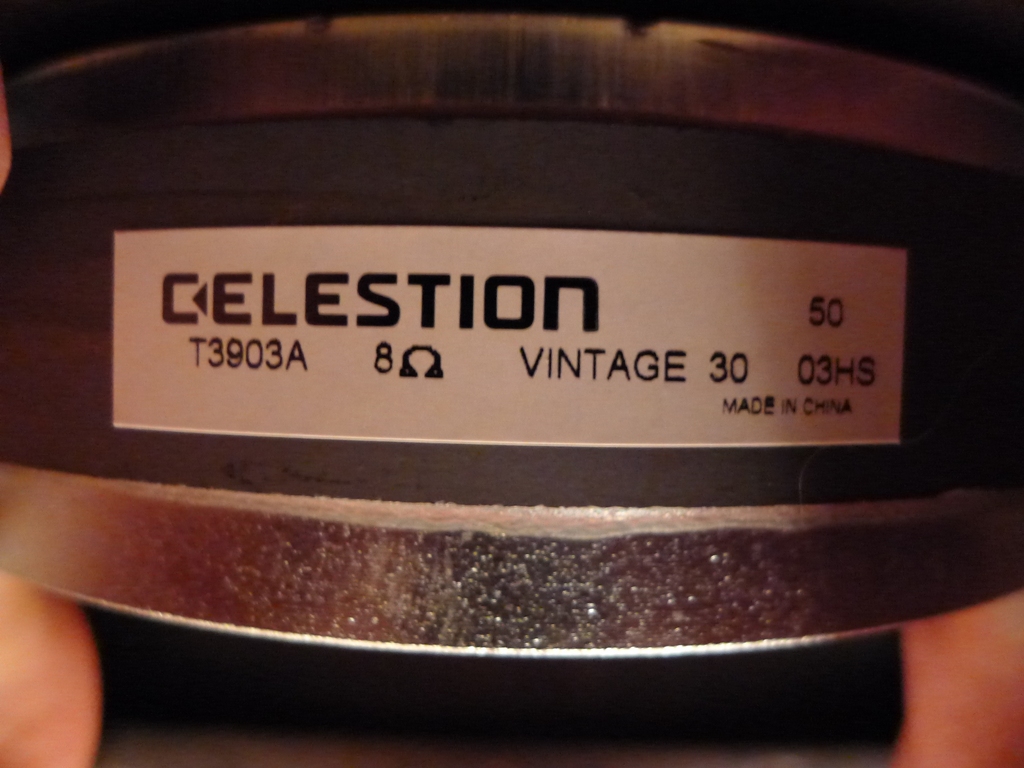 CELESTION 50
T3903A 8Ω VINTAGE 30 03HS
MADE IN CHINA